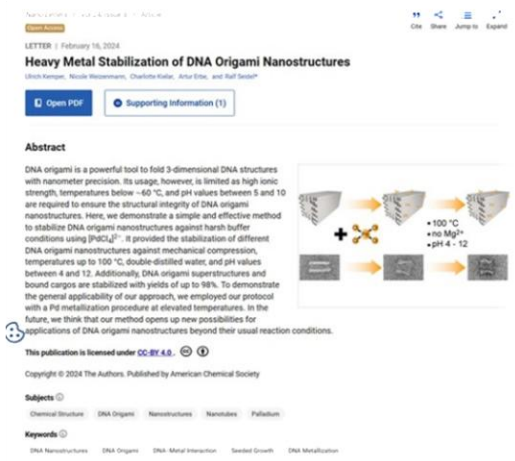 Cite Share Jump to Expand
Open Access
LETTER | February 16, 2024
Heavy Metal Stabilization of DNA Origami Nanostructures
Ulrich Kemper, Nicole Weizenmann, Charlotte Kielar, Artur Erbe, and Ralf Seidel*
Open PDF
Supporting Information (1)
Abstract
DNA origami is a powerful tool to fold 3-dimensional DNA structures
with nanometer precision. Its usage, however, is limited as high ionic
strength, temperatures below ~60 °C, and pH values between 5 and 10
are required to ensure the structural integrity of DNA origami
nanostructures. Here, we demonstrate a simple and effective method
to stabilize DNA origami nanostructures against harsh buffer
conditions using [PdCl₄]²⁻. It provided the stabilization of different
DNA origami nanostructures against mechanical compression,
temperatures up to 100 °C, double-distilled water, and pH values
between 4 and 12. Additionally, DNA origami superstructures and
bound cargos are stabilized with yields of up to 98%. To demonstrate
the general applicability of our approach, we employed our protocol
with a Pd metallization procedure at elevated temperatures. In the
future, we think that our method opens up new possibilities for
applications of DNA origami nanostructures beyond their usual reaction conditions.
• 100 °C
• no Mg²⁺
• pH 4 - 12
This publication is licensed under CC-BY 4.0.
Copyright © 2024 The Authors. Published by American Chemical Society
Subjects
Chemical Structure DNA Origami Nanostructures Nanotubes Palladium
Keywords
DNA Nanostructures DNA Origami DNA-Metal Interaction Seeded Growth DNA Metallization